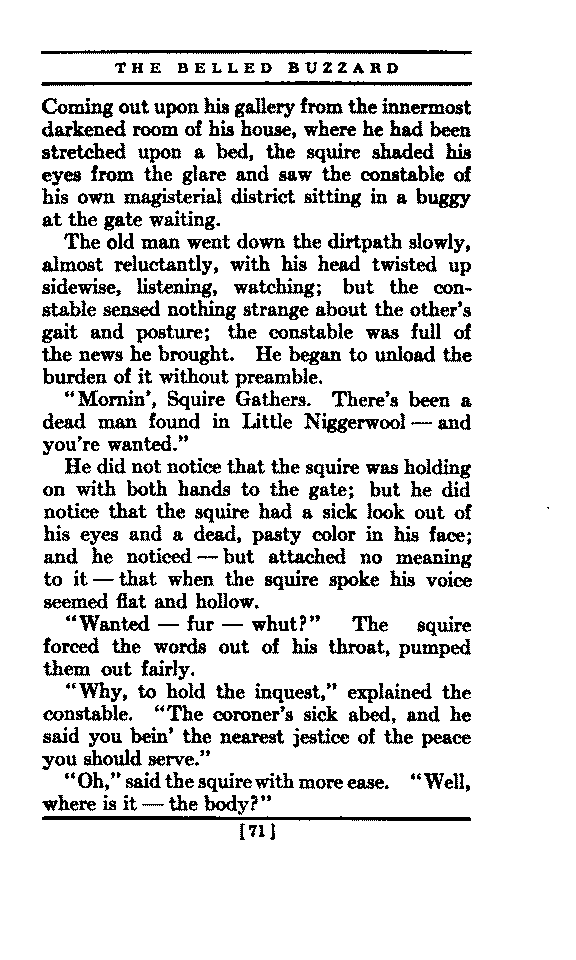 THE BELLED BUZZARD
Coming out upon his gallery from the innermost
darkened room of his house, where he had been
stretched upon a bed, the squire shaded his
eyes from the glare and saw the constable of
his own magisterial district sitting in a buggy
at the gate waiting.
The old man went down the dirtpath slowly,
almost reluctantly, with his head twisted up
sidewise, listening, watching; but the con-
stable sensed nothing strange about the other's
gait and posture; the constable was full of
the news he brought. He began to unload the
burden of it without preamble.
"Mornin', Squire Gathers. There's been a
dead man found in Little Niggerwool — and
you're wanted."
He did not notice that the squire was holding
on with both hands to the gate; but he did
notice that the squire had a sick look out of
his eyes and a dead, pasty color in his face;
and he noticed — but attached no meaning
to it — that when the squire spoke his voice
seemed flat and hollow.
"Wanted — fur — whut?" The squire
forced the words out of his throat, pumped
them out fairly.
"Why, to hold the inquest," explained the
constable. "The coroner's sick abed, and he
said you bein' the nearest jestice of the peace
you should serve."
"Oh," said the squire with more ease. "Well,
where is it — the body?"
[71]